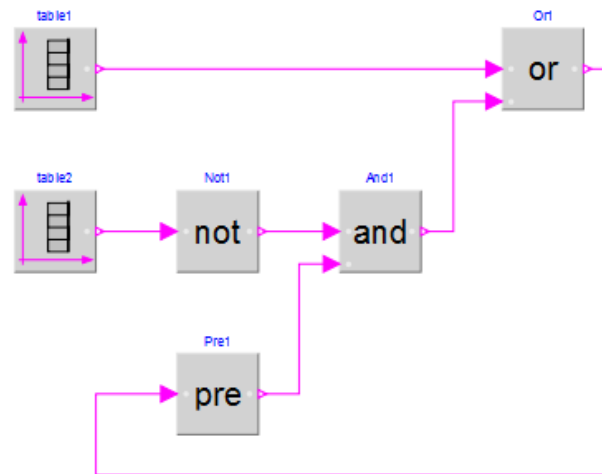 table1
Or1
or
table2
Not1
And1
not
and
Pre1
pre